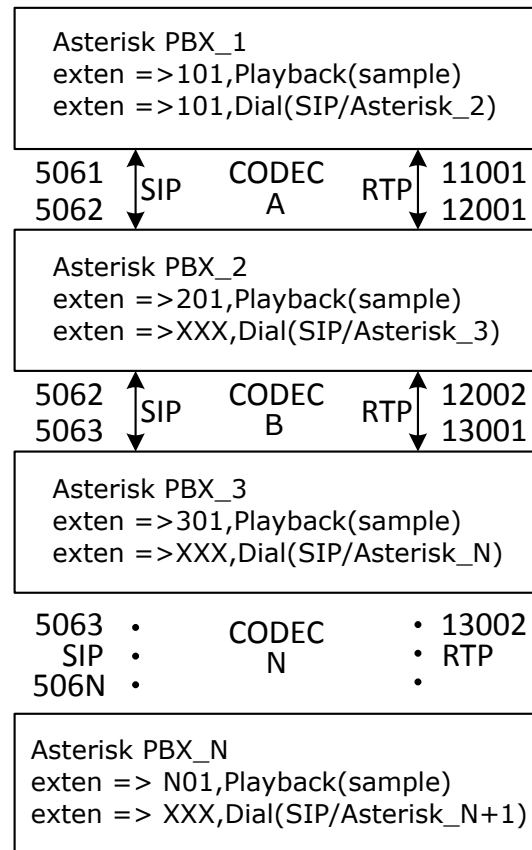 Asterisk PBX_1
exten =>101,Playback(sample)
exten =>101,Dial(SIP/Asterisk_2)
5061 SIP CODEC RTP 11001
5062 A 12001
Asterisk PBX_2
exten =>201,Playback(sample)
exten =>XXX,Dial(SIP/Asterisk_3)
5062 SIP CODEC RTP 12002
5063 B 13001
Asterisk PBX_3
exten =>301,Playback(sample)
exten =>XXX,Dial(SIP/Asterisk_N)
5063 CODEC 13002
SIP N RTP
506N
Asterisk PBX_N
exten => N01,Playback(sample)
exten => XXX,Dial(SIP/Asterisk_N+1)